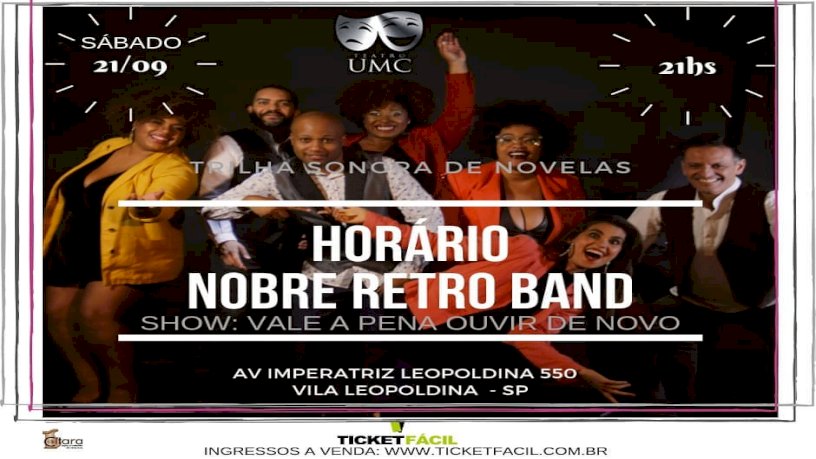 SÁBADO
21/09
TEATRO
UMC
21hs
TRILHA SONORA DE NOVELAS
HORÁRIO
NOBRE RETRO BAND
SHOW: VALE A PENA OUVIR DE NOVO
AV IMPERATRIZ LEOPOLDINA 550
VILA LEOPOLDINA - SP
TICKETFÁCIL
INGRESSOS A VENDA: WWW.TICKETFACIL.COM.BR